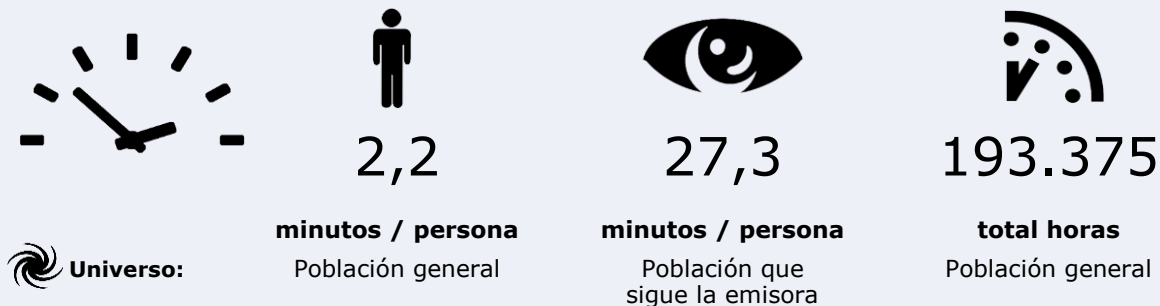 2,2
27,3
193.375
minutos / persona
minutos / persona
total horas
Universo:
Población general
Población que
sigue la emisora
Población general